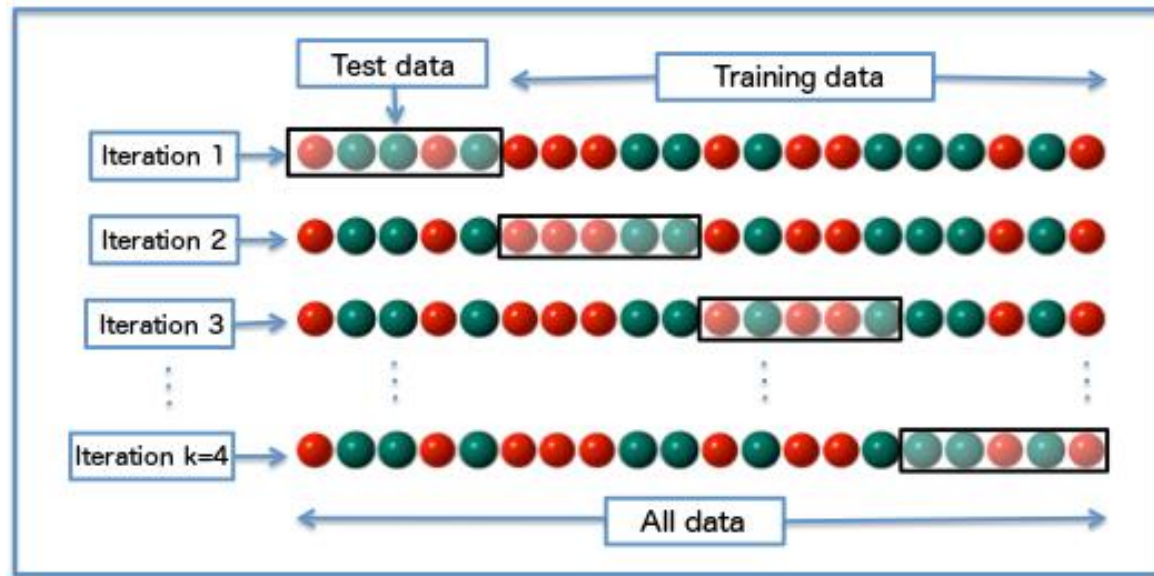 Test data
Training data
Iteration 1
Iteration 2
Iteration 3
Iteration k=4
All data